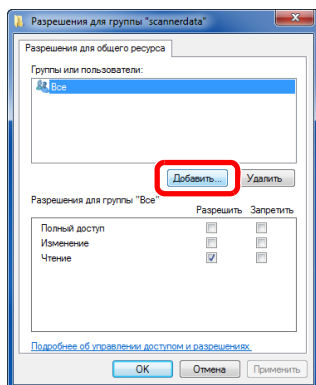 Разрешения для группы "scannerdata"
Разрешения для общего ресурса
Группы или пользователи:
Все
Добавить... Удалить
Разрешения для группы "Все"
Разрешить Запретить
Полный доступ
Изменение
Чтение
Подробнее об управлении доступом и разрешениях
ОК Отмена Применить